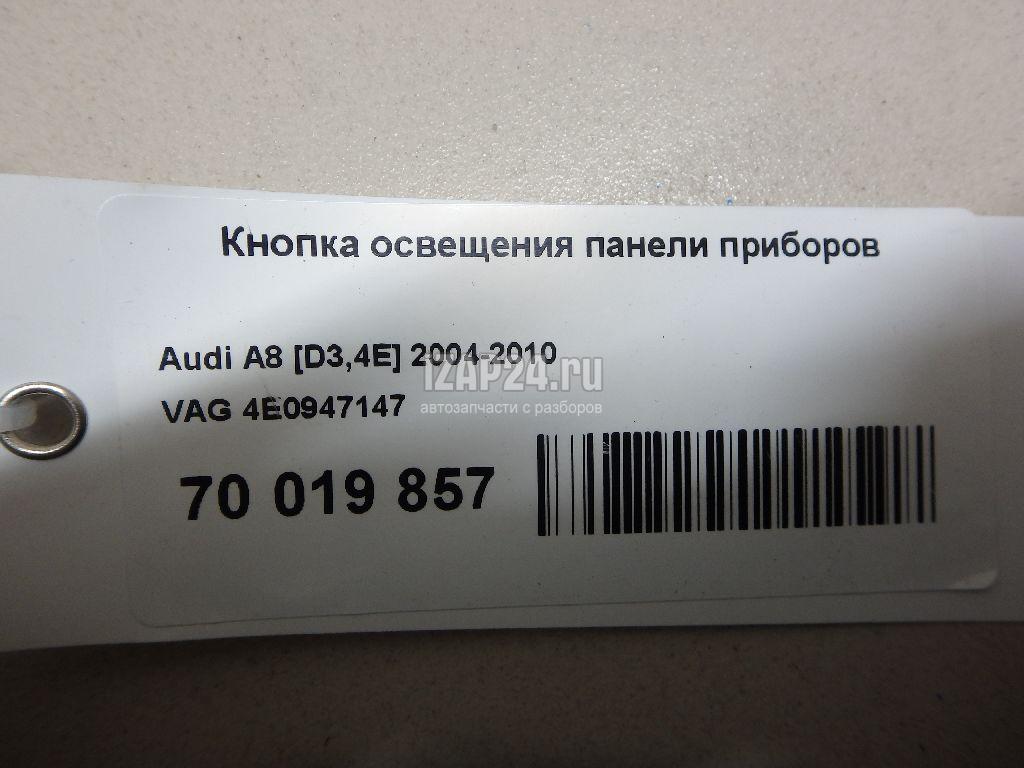 Кнопка освещения панели приборов
Audi A8 [D3,4E] 2004-2010
1ZAP24.ru
VAG 4E0947147
автозапчасти с разборов
70 019 857